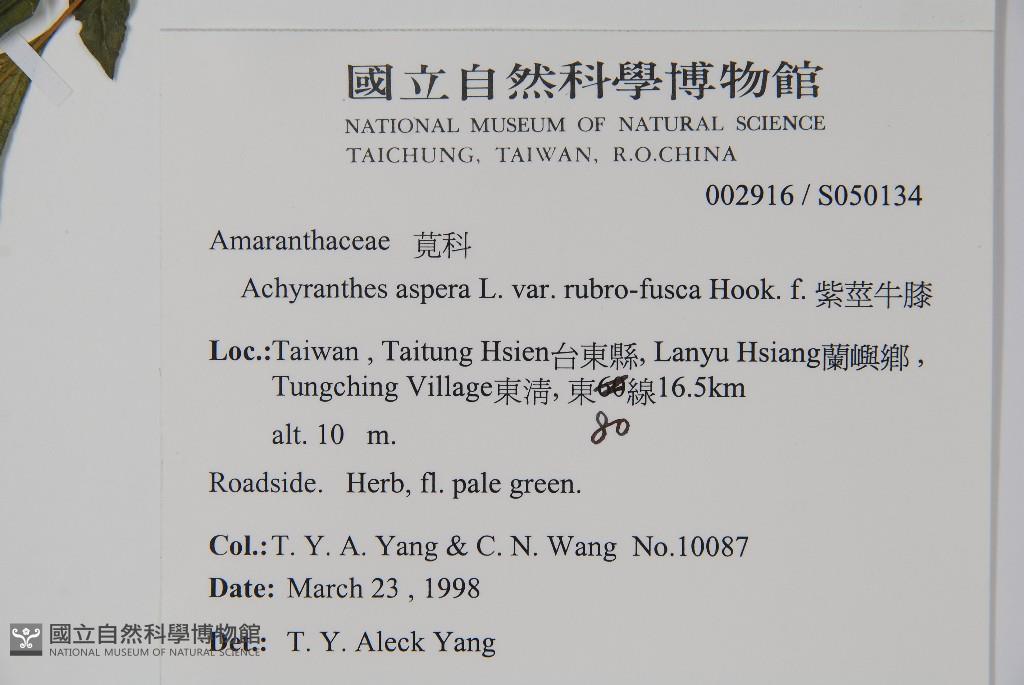 國立自然科學博物館
NATIONAL MUSEUM OF NATURAL SCIENCE
TAICHUNG, TAIWAN, R.O.CHINA
002916 / S050134
Amaranthaceae 莧科
Achyranthes aspera L. var. rubro-fusca Hook. f. 紫莖牛膝
Loc.:Taiwan , Taitung Hsien台東縣, Lanyu Hsiang蘭嶼鄉 ,
Tungching Village東淸, 東線16.5km
80
alt. 10 m.
Roadside. Herb, fl. pale green.
Col.:T. Y. A. Yang & C. N. Wang No.10087
Date: March 23 , 1998
Det.: T. Y. Aleck Yang
國立自然科學博物館
NATIONAL MUSEUM OF NATURAL SCIENCE